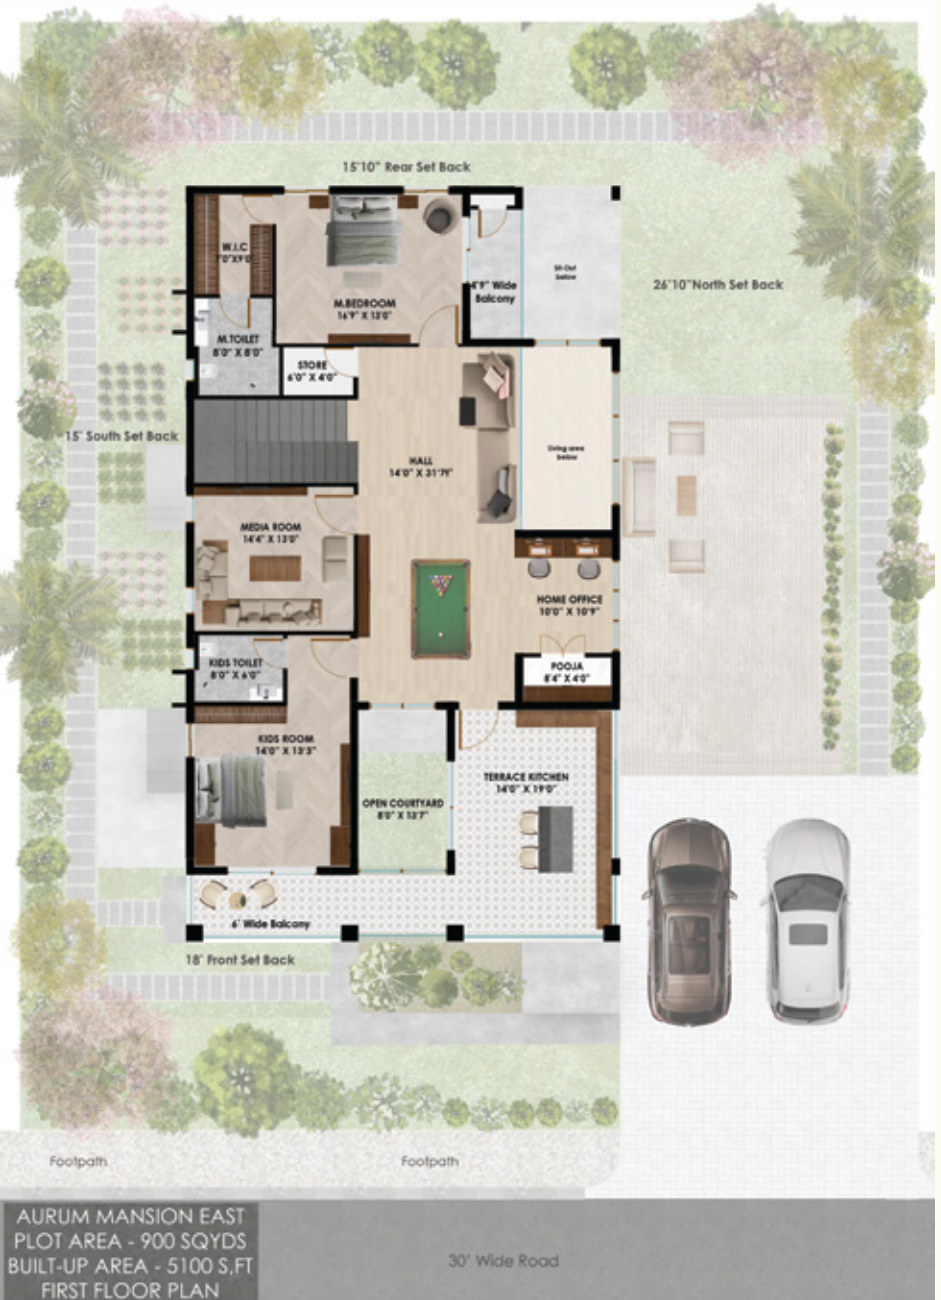 15'10" Rear Set Back
W.I.C
7'0"X9'0"
M.BEDROOM
16'9" X 13'0"
4'9" Wide
Balcony
Sit-Out
below
26'10"North Set Back
M.TOILET
8'0" X 8'0"
STORE
6'0" X 4'0"
15' South Set Back
HALL
14'0" X 31'7½"
Living area
below
MEDIA ROOM
14'4" X 13'0"
HOME OFFICE
10'0" X 10'9"
KIDS TOILET
8'0" X 6'0"
POOJA
8'4" X 4'0"
KIDS ROOM
14'0" X 13'3"
TERRACE KITCHEN
14'0" X 19'0"
OPEN COURTYARD
8'0" X 13'7"
6' Wide Balcony
18' Front Set Back
Footpath
Footpath
AURUM MANSION EAST
PLOT AREA - 900 SQYDS
BUILT-UP AREA - 5100 S,FT
FIRST FLOOR PLAN
30' Wide Road